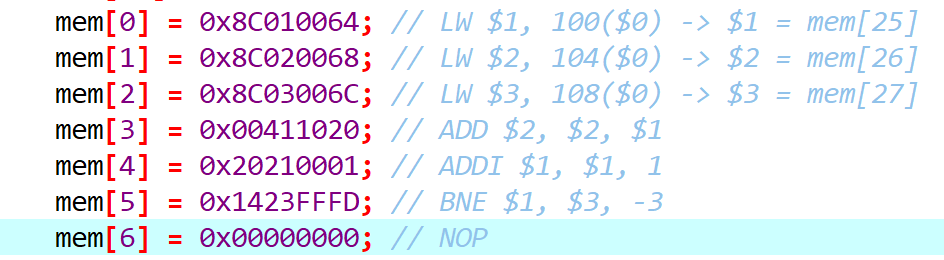 mem[0] = 0x8C010064; // LW $1, 100($0) -> $1 = mem[25]
mem[1] = 0x8C020068; // LW $2, 104($0) -> $2 = mem[26]
mem[2] = 0x8C03006C; // LW $3, 108($0) -> $3 = mem[27]
mem[3] = 0x00411020; // ADD $2, $2, $1
mem[4] = 0x20210001; // ADDI $1, $1, 1
mem[5] = 0x1423FFFD; // BNE $1, $3, -3
mem[6] = 0x00000000; // NOP